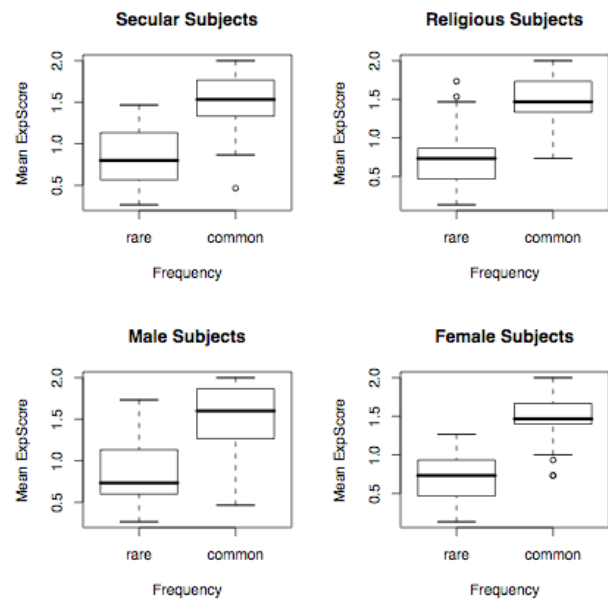 Secular Subjects
Mean ExpScore
0.5 1.0 1.5 2.0
rare common
Frequency
Religious Subjects
Mean ExpScore
0.5 1.0 1.5 2.0
rare common
Frequency
Male Subjects
Mean ExpScore
0.5 1.0 1.5 2.0
rare common
Frequency
Female Subjects
Mean ExpScore
0.5 1.0 1.5 2.0
rare common
Frequency